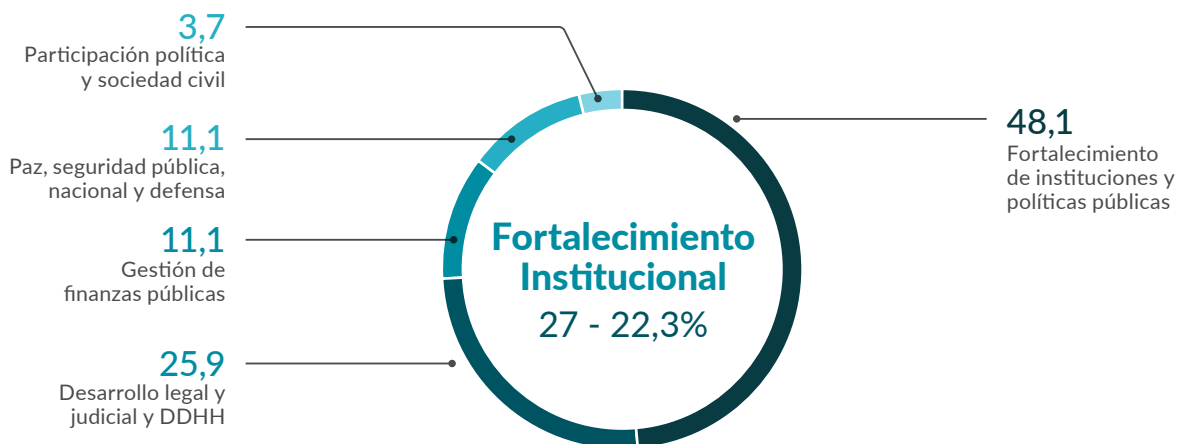 3,7
Participación política
y sociedad civil
11,1
Paz, seguridad pública,
nacional y defensa
11,1
Gestión de
finanzas públicas
25,9
Desarrollo legal y
judicial y DDHH
Fortalecimiento
Institucional
27 - 22,3%
48,1
Fortalecimiento
de instituciones y
políticas públicas